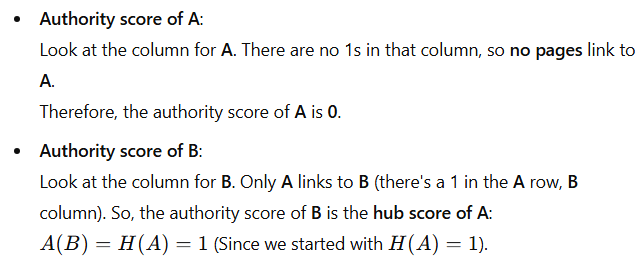 • Authority score of A:
Look at the column for A. There are no 1s in that column, so no pages link to
A.
Therefore, the authority score of A is 0.
• Authority score of B:
Look at the column for B. Only A links to B (there's a 1 in the A row, B
column). So, the authority score of B is the hub score of A:
A(B) = H(A) = 1 (Since we started with H(A) = 1).